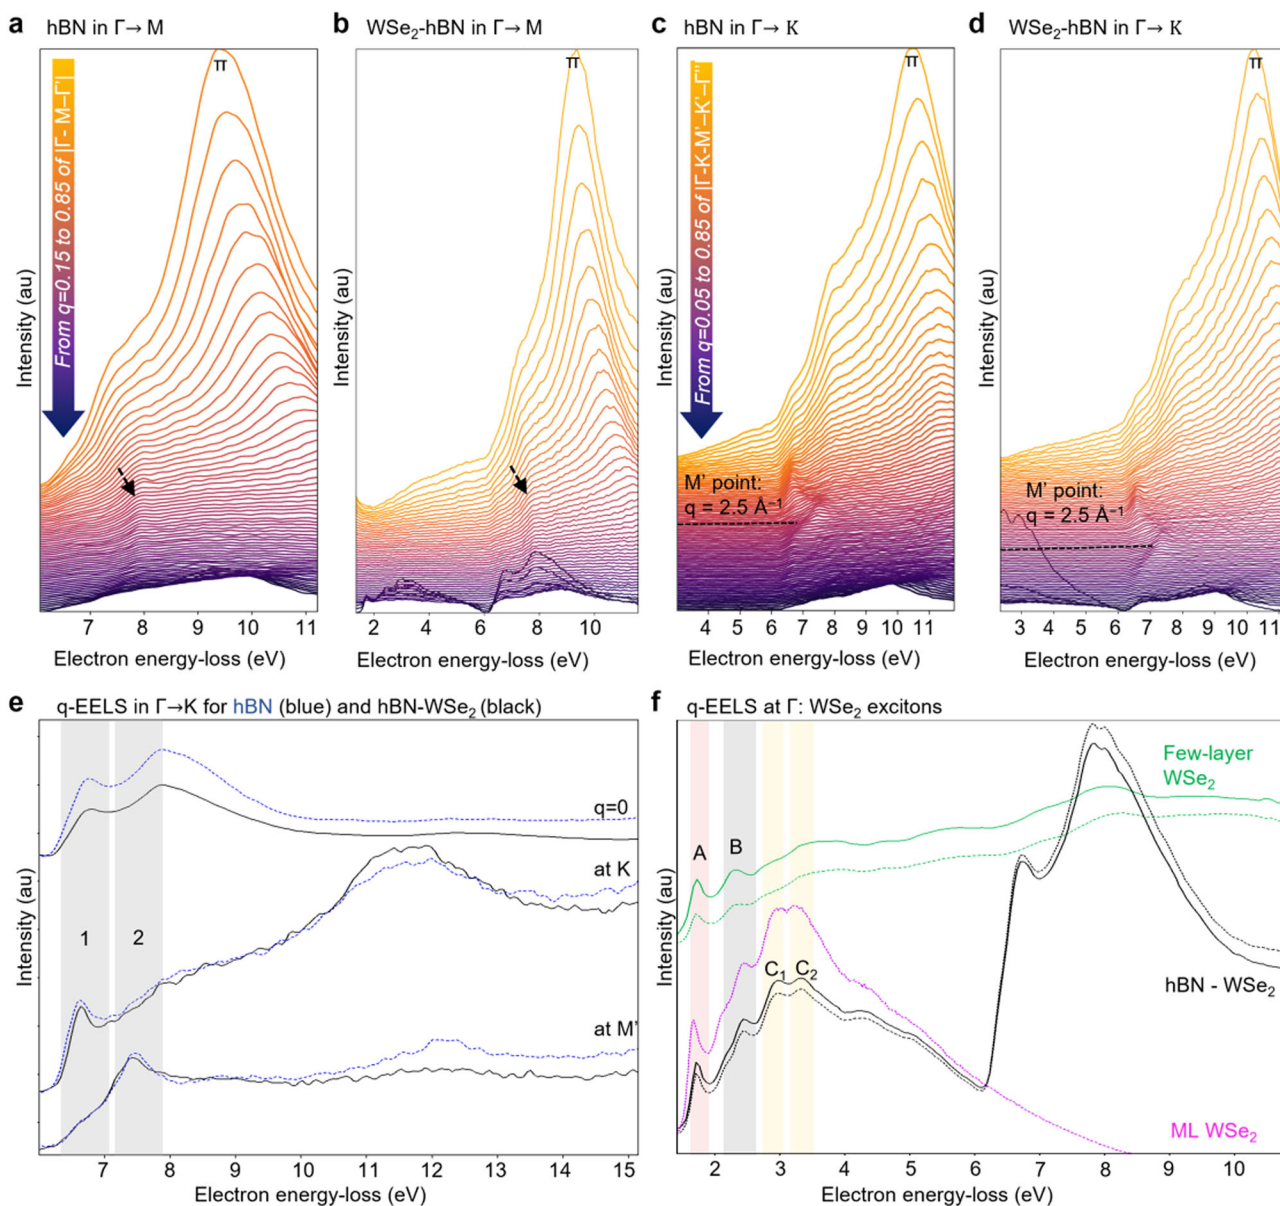 a hBN in Γ→ M
π
From q=0.15 to 0.85 of |Γ- M–Γ'|
Intensity (au)
7 8 9 10 11
Electron energy-loss (eV)
b WSe₂-hBN in Γ→ M
π
Intensity (au)
2 4 6 8 10
Electron energy-loss (eV)
c hBN in Γ→ K
π
From q=0.05 to 0.85 of |Γ-K-M'–K'–Γ''|
M' point:
q = 2.5 Å⁻¹
Intensity (au)
4 5 6 7 8 9 10 11
Electron energy-loss (eV)
d WSe₂-hBN in Γ→ K
π
M' point:
q = 2.5 Å⁻¹
Intensity (au)
3 4 5 6 7 8 9 10 11
Electron energy-loss (eV)
e q-EELS in Γ→K for hBN (blue) and hBN-WSe₂ (black)
q=0
at K
1 2
at M'
Intensity (au)
7 8 9 10 11 12 13 14 15
Electron energy-loss (eV)
f q-EELS at Γ: WSe₂ excitons
Few-layer
WSe₂
A B
C₁ C₂
hBN - WSe₂
ML WSe₂
Intensity (au)
2 3 4 5 6 7 8 9 10
Electron energy-loss (eV)